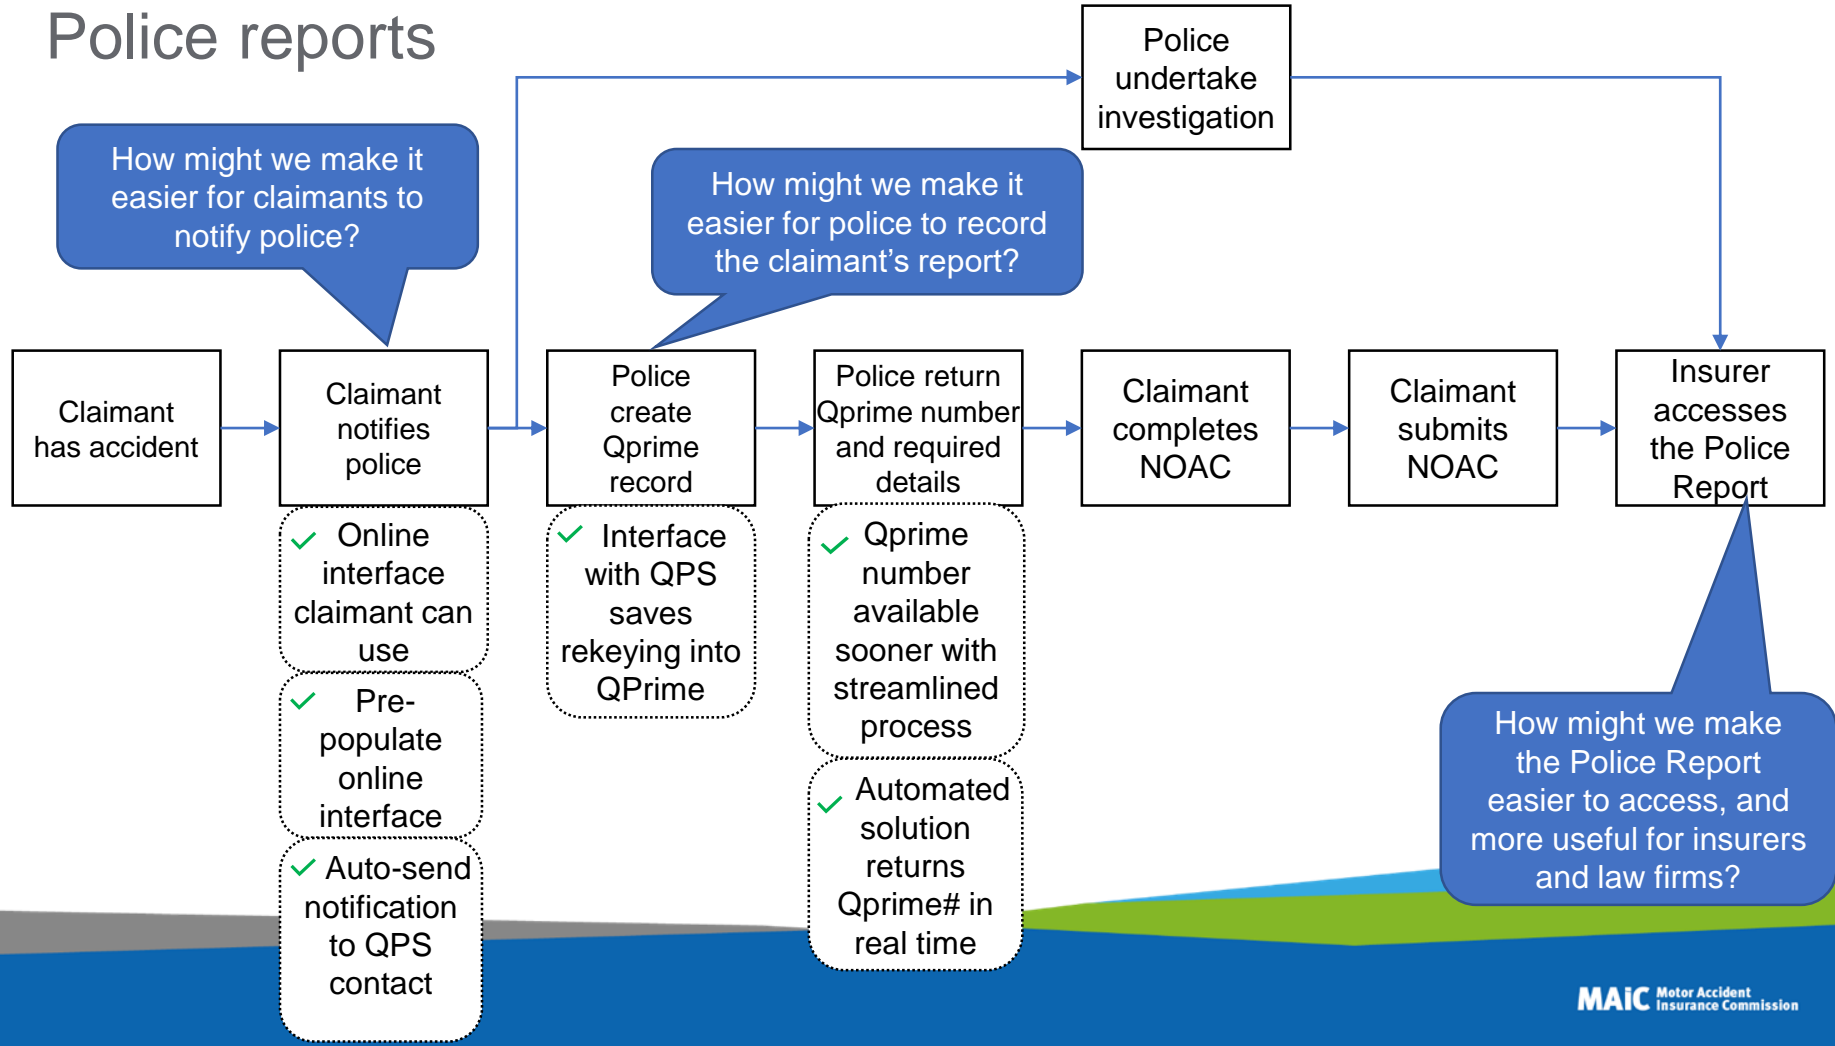 Police reports
Police
undertake
investigation
How might we make it
easier for claimants to
notify police?
How might we make it
easier for police to record
the claimant’s report?
Claimant
has accident
Claimant
notifies
police
Police
create
Qprime
record
Police return
Qprime number
and required
details
Claimant
completes
NOAC
Claimant
submits
NOAC
Insurer
accesses
the Police
Report
Online
interface
claimant can
use
Pre-
populate
online
interface
Auto-send
notification
to QPS
contact
Interface
with QPS
saves
rekeying into
QPrime
Qprime
number
available
sooner with
streamlined
process
Automated
solution
returns
Qprime# in
real time
How might we make
the Police Report
easier to access, and
more useful for insurers
and law firms?
MAiC Motor Accident
Insurance Commission